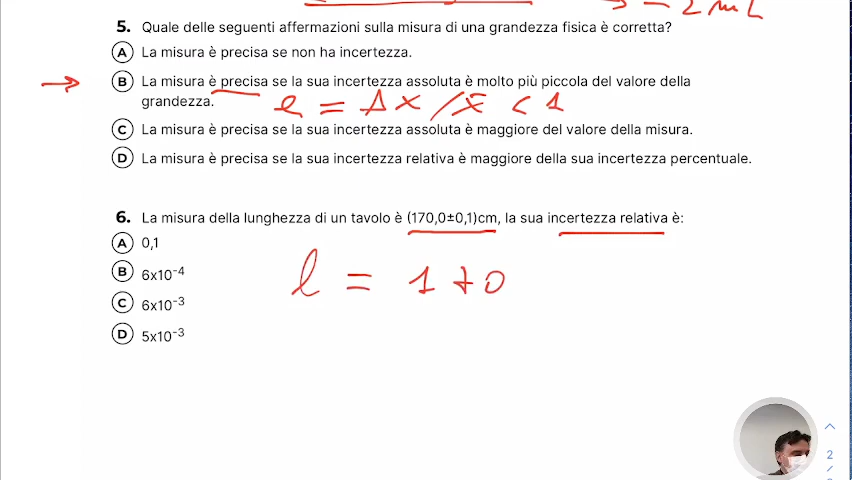 = 2 mL
5. Quale delle seguenti affermazioni sulla misura di una grandezza fisica è corretta?
A La misura è precisa se non ha incertezza.
→ B La misura è precisa se la sua incertezza assoluta è molto più piccola del valore della
grandezza. e = Δx / x̄ < 1
C La misura è precisa se la sua incertezza assoluta è maggiore del valore della misura.
D La misura è precisa se la sua incertezza relativa è maggiore della sua incertezza percentuale.
6. La misura della lunghezza di un tavolo è (170,0±0,1)cm, la sua incertezza relativa è:
A 0,1
B 6x10⁻⁴
C 6x10⁻³
D 5x10⁻³
l = 170
2